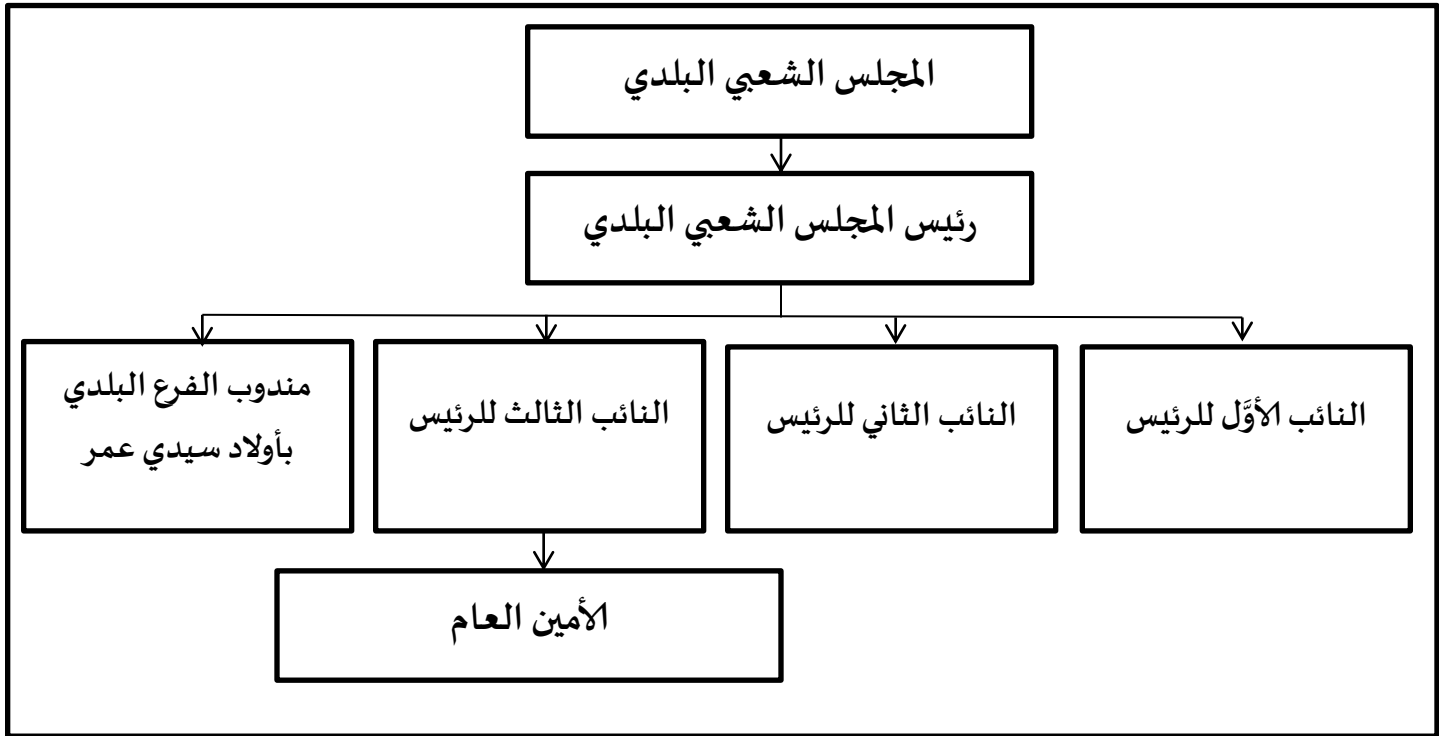 المجلس الشعبي البلدي
رئيس المجلس الشعبي البلدي
النائب الأوَّل للرئيس
النائب الثاني للرئيس
النائب الثالث للرئيس
مندوب الفرع البلدي
بأولاد سيدي عمر
الأمين العام